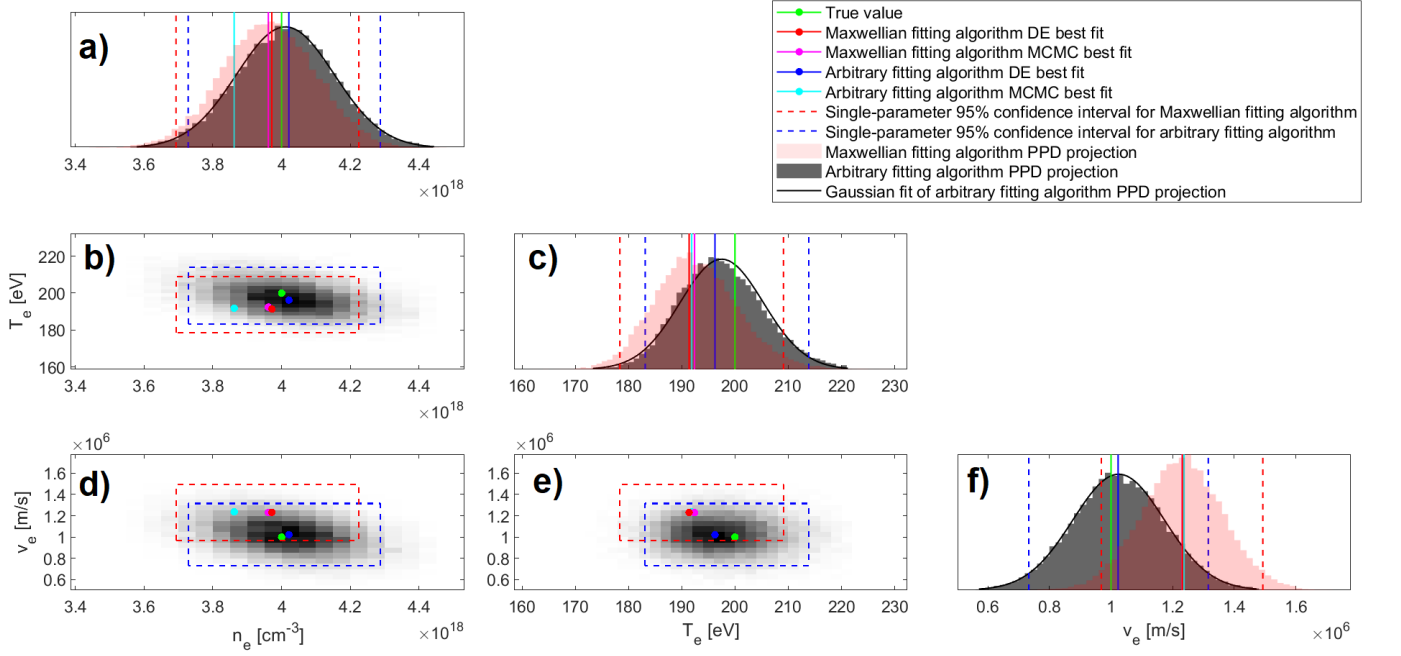 a)
3.4 3.6 3.8 4 4.2 4.4
×10^18
True value
Maxwellian fitting algorithm DE best fit
Maxwellian fitting algorithm MCMC best fit
Arbitrary fitting algorithm DE best fit
Arbitrary fitting algorithm MCMC best fit
Single-parameter 95% confidence interval for Maxwellian fitting algorithm
Single-parameter 95% confidence interval for arbitrary fitting algorithm
Maxwellian fitting algorithm PPD projection
Arbitrary fitting algorithm PPD projection
Gaussian fit of arbitrary fitting algorithm PPD projection
b)
T_e [eV]
220
200
180
160
3.4 3.6 3.8 4 4.2 4.4
×10^18
c)
160 170 180 190 200 210 220 230
d)
×10^6
v_e [m/s]
1.6
1.4
1.2
1
0.8
0.6
3.4 3.6 3.8 4 4.2 4.4
×10^18
n_e [cm^-3]
e)
×10^6
1.6
1.4
1.2
1
0.8
0.6
160 170 180 190 200 210 220 230
T_e [eV]
f)
0.6 0.8 1 1.2 1.4 1.6
×10^6
v_e [m/s]